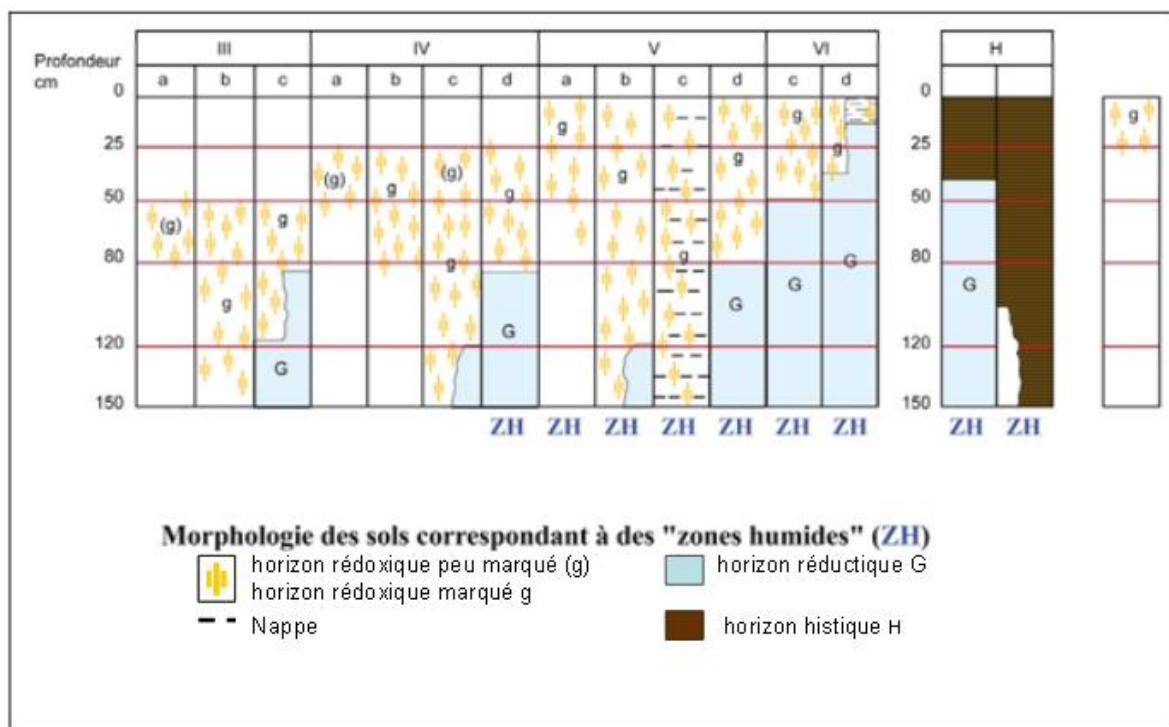 III IV V VI H
Profondeur
cm
a b c a b c d a b c d c d
0 0
g g g
25 25
(g) g (g) g g g g
50 50
(g) g g
80 80
g g g G G G G G
120 120
G
150 150
ZH ZH ZH ZH ZH ZH ZH ZH ZH
Morphologie des sols correspondant à des "zones humides" (ZH)
horizon rédoxique peu marqué (g)
horizon rédoxique marqué g
horizon réductique G
Nappe
horizon histique H